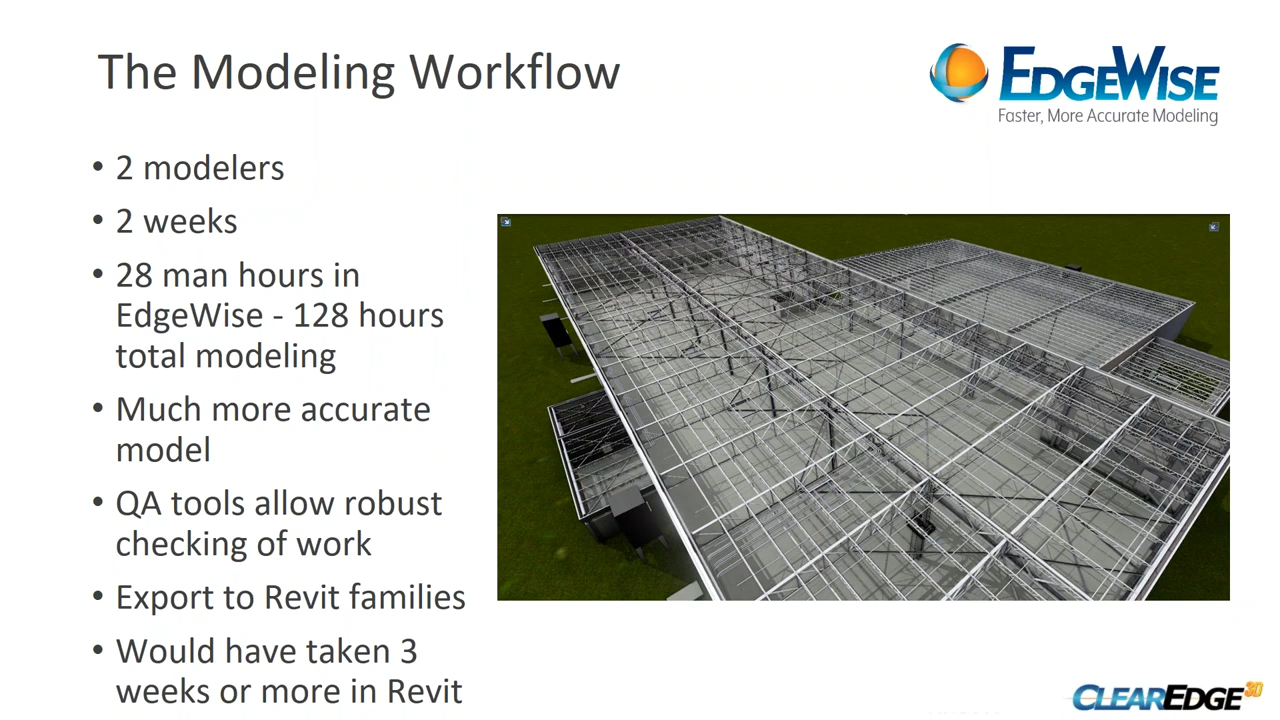 The Modeling Workflow
EDGEWISE
Faster, More Accurate Modeling
• 2 modelers
• 2 weeks
• 28 man hours in
EdgeWise - 128 hours
total modeling
• Much more accurate
model
• QA tools allow robust
checking of work
• Export to Revit families
• Would have taken 3
weeks or more in Revit
CLEAREDGE3D